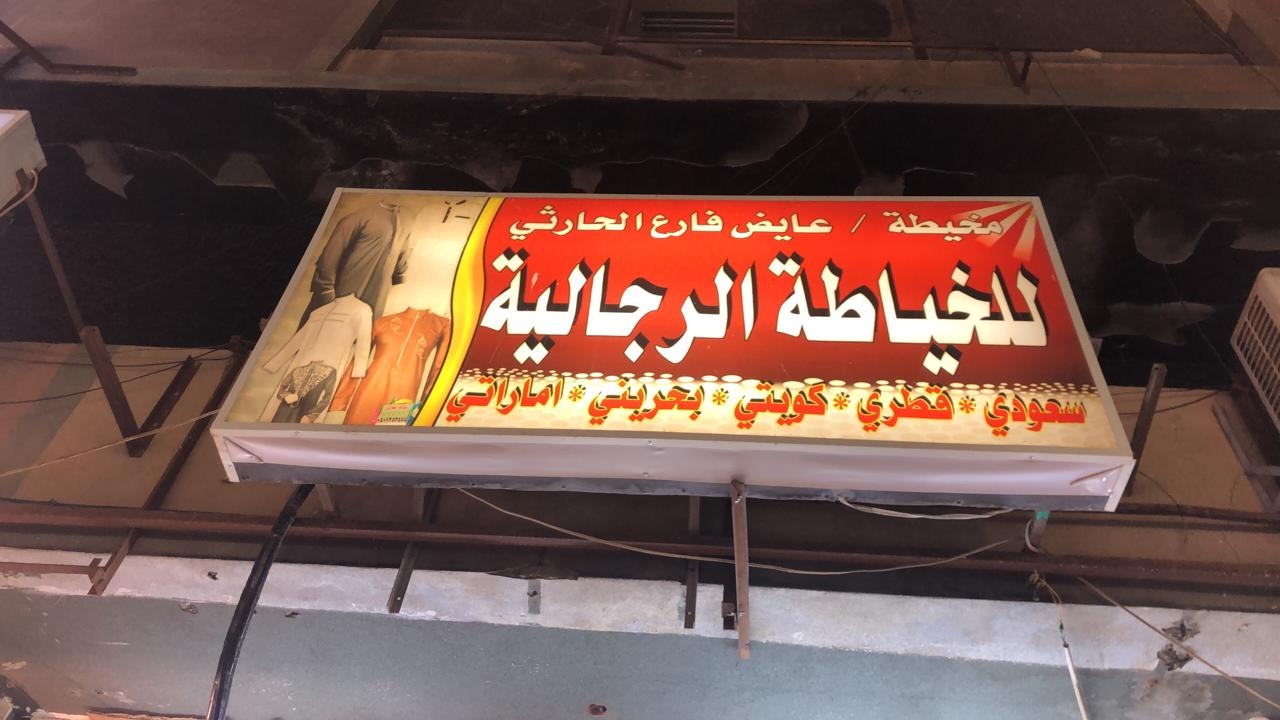 مخيطة / عايض فارع الحارثي
للخياطة الرجالية
سعودي * قطري * كويتي * بحريني * اماراتي